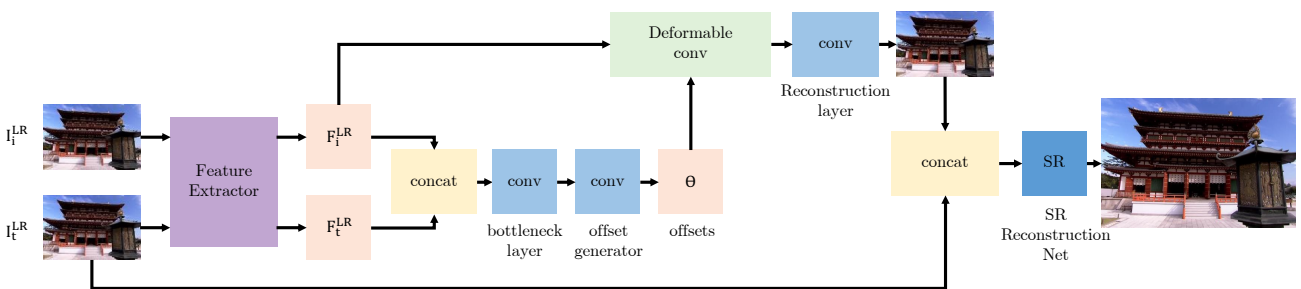 I_i^LR
I_t^LR
Feature
Extractor
F_i^LR
F_t^LR
concat
conv
bottleneck
layer
conv
offset
generator
Θ
offsets
Deformable
conv
conv
Reconstruction
layer
concat
SR
SR
Reconstruction
Net